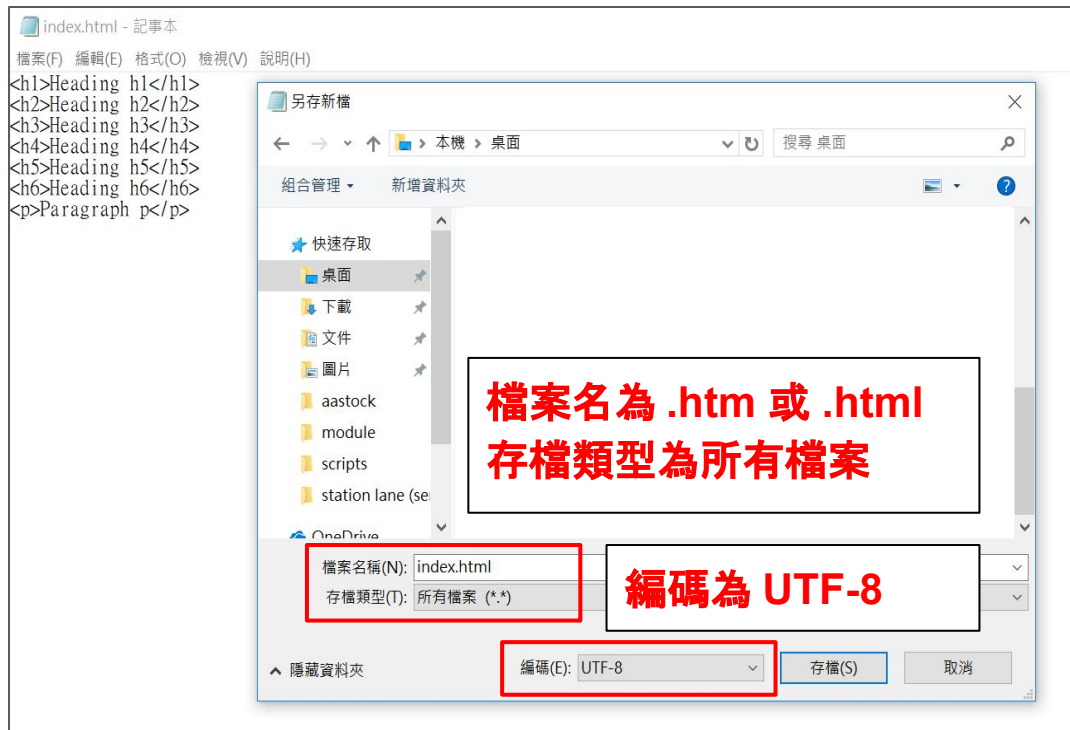 index.html - 記事本
檔案(F) 編輯(E) 格式(O) 檢視(V) 說明(H)
<h1>Heading h1</h1>
<h2>Heading h2</h2>
<h3>Heading h3</h3>
<h4>Heading h4</h4>
<h5>Heading h5</h5>
<h6>Heading h6</h6>
<p>Paragraph p</p>
另存新檔
本機 > 桌面
搜尋 桌面
組合管理 新增資料夾
快速存取
桌面
下載
文件
圖片
aastock
module
scripts
station lane (se
OneDrive
檔案名為 .htm 或 .html
存檔類型為所有檔案
檔案名稱(N): index.html
存檔類型(T): 所有檔案 (*.*)
編碼為 UTF-8
隱藏資料夾
編碼(E): UTF-8
存檔(S)
取消